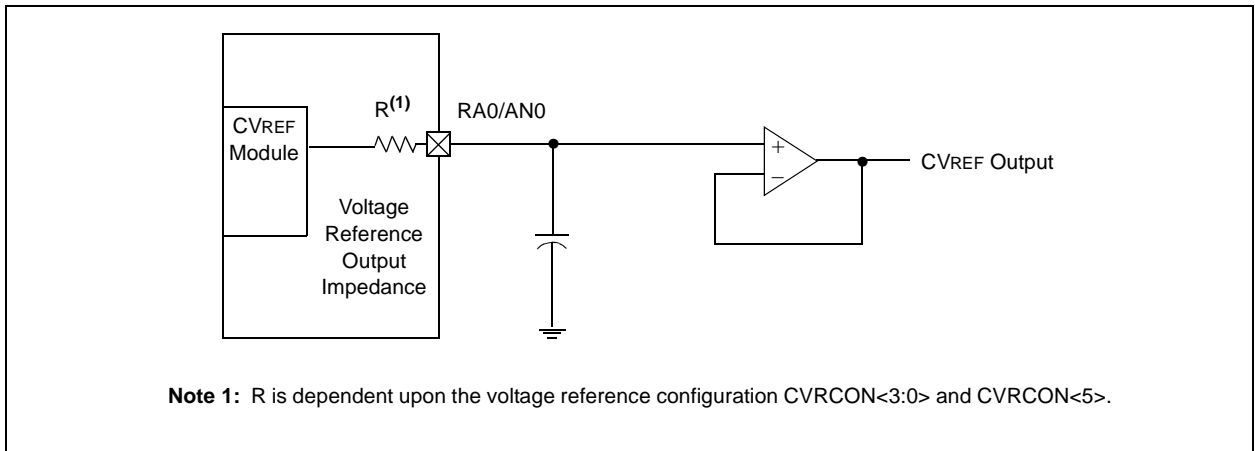 R(1)
RA0/AN0
CVREF
Module
+
–
CVREF Output
Voltage
Reference
Output
Impedance
Note 1: R is dependent upon the voltage reference configuration CVRCON<3:0> and CVRCON<5>.